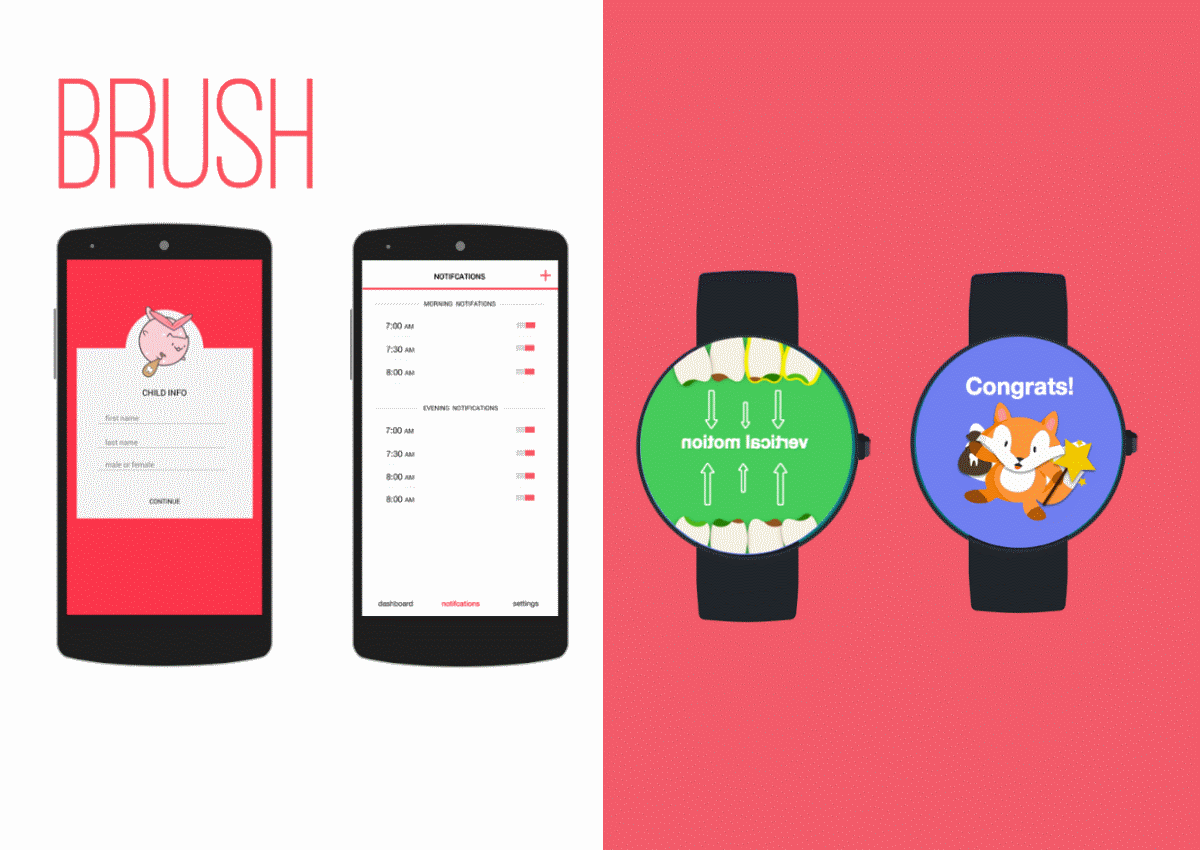 BRUSH
CHILD INFO
first name
last name
male or female
CONTINUE
NOTIFCATIONS
+
MORNING NOTIFATIONS
7:00 AM
7:30 AM
8:00 AM
EVENING NOTIFICATIONS
7:00 AM
7:30 AM
8:00 AM
8:00 AM
dashboard notifcations settings
vertical motion
Congrats!